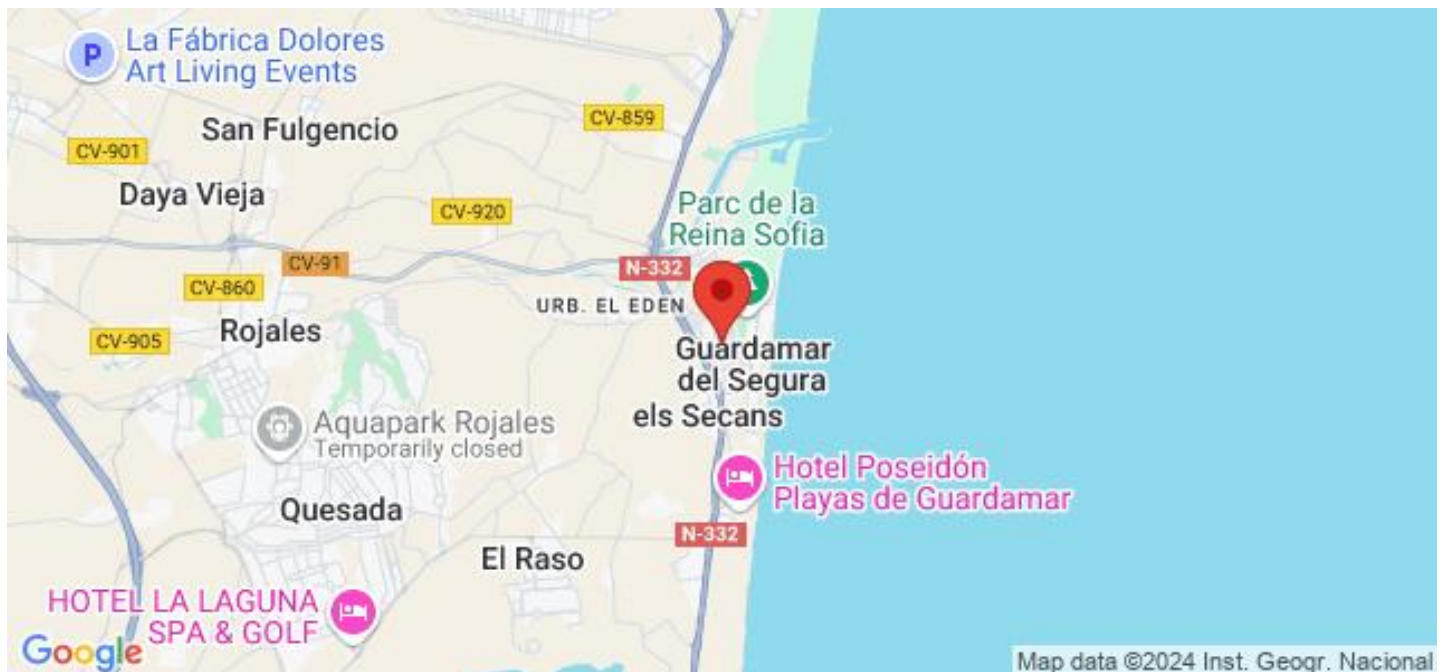 La Fábrica Dolores
Art Living Events
San Fulgencio
CV-859
CV-901
Daya Vieja
CV-920
Parc de la
Reina Sofia
CV-91
N-332
CV-860
URB. EL EDEN
Rojales
CV-905
Guardamar
del Segura
els Secans
Aquapark Rojales
Temporarily closed
Hotel Poseidón
Playas de Guardamar
Quesada
N-332
El Raso
HOTEL LA LAGUNA
SPA & GOLF
Google
Map data ©2024 Inst. Geogr. Nacional